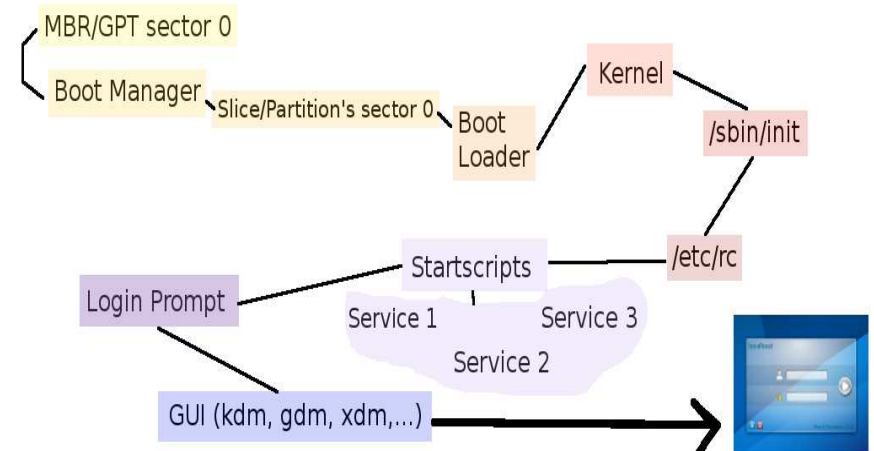 MBR/GPT sector 0
Boot Manager
Slice/Partition's sector 0
Boot
Loader
Kernel
/sbin/init
/etc/rc
Startscripts
Service 1
Service 2
Service 3
Login Prompt
GUI (kdm, gdm, xdm,...)